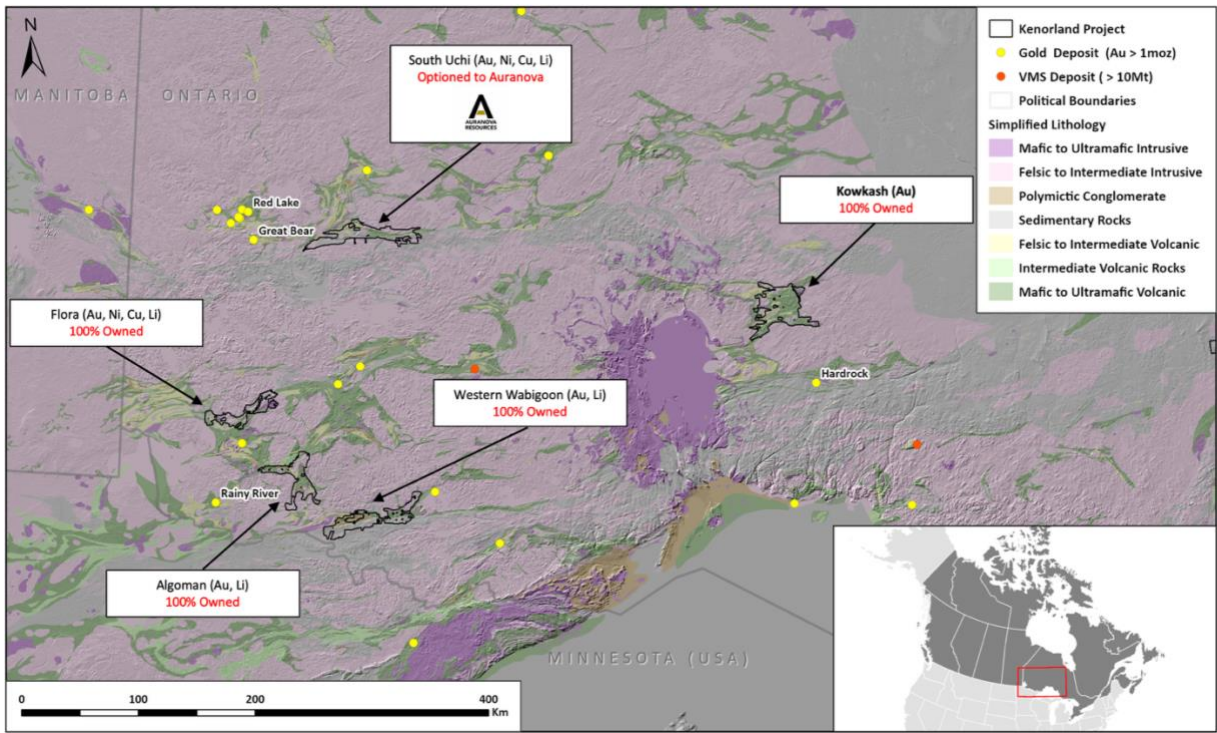 N
MANITOBA
ONTARIO
South Uchi (Au, Ni, Cu, Li)
Optioned to Auranova
AURANOVA
RESOURCES
Red Lake
Great Bear
Kowkash (Au)
100% Owned
Flora (Au, Ni, Cu, Li)
100% Owned
Western Wabigoon (Au, Li)
100% Owned
Hardrock
Rainy River
Algoman (Au, Li)
100% Owned
MINNESOTA (USA)
Kenorland Project
Gold Deposit (Au > 1moz)
VMS Deposit ( > 10Mt)
Political Boundaries
Simplified Lithology
Mafic to Ultramafic Intrusive
Felsic to Intermediate Intrusive
Polymictic Conglomerate
Sedimentary Rocks
Felsic to Intermediate Volcanic
Intermediate Volcanic Rocks
Mafic to Ultramafic Volcanic
0 100 200 400
Km